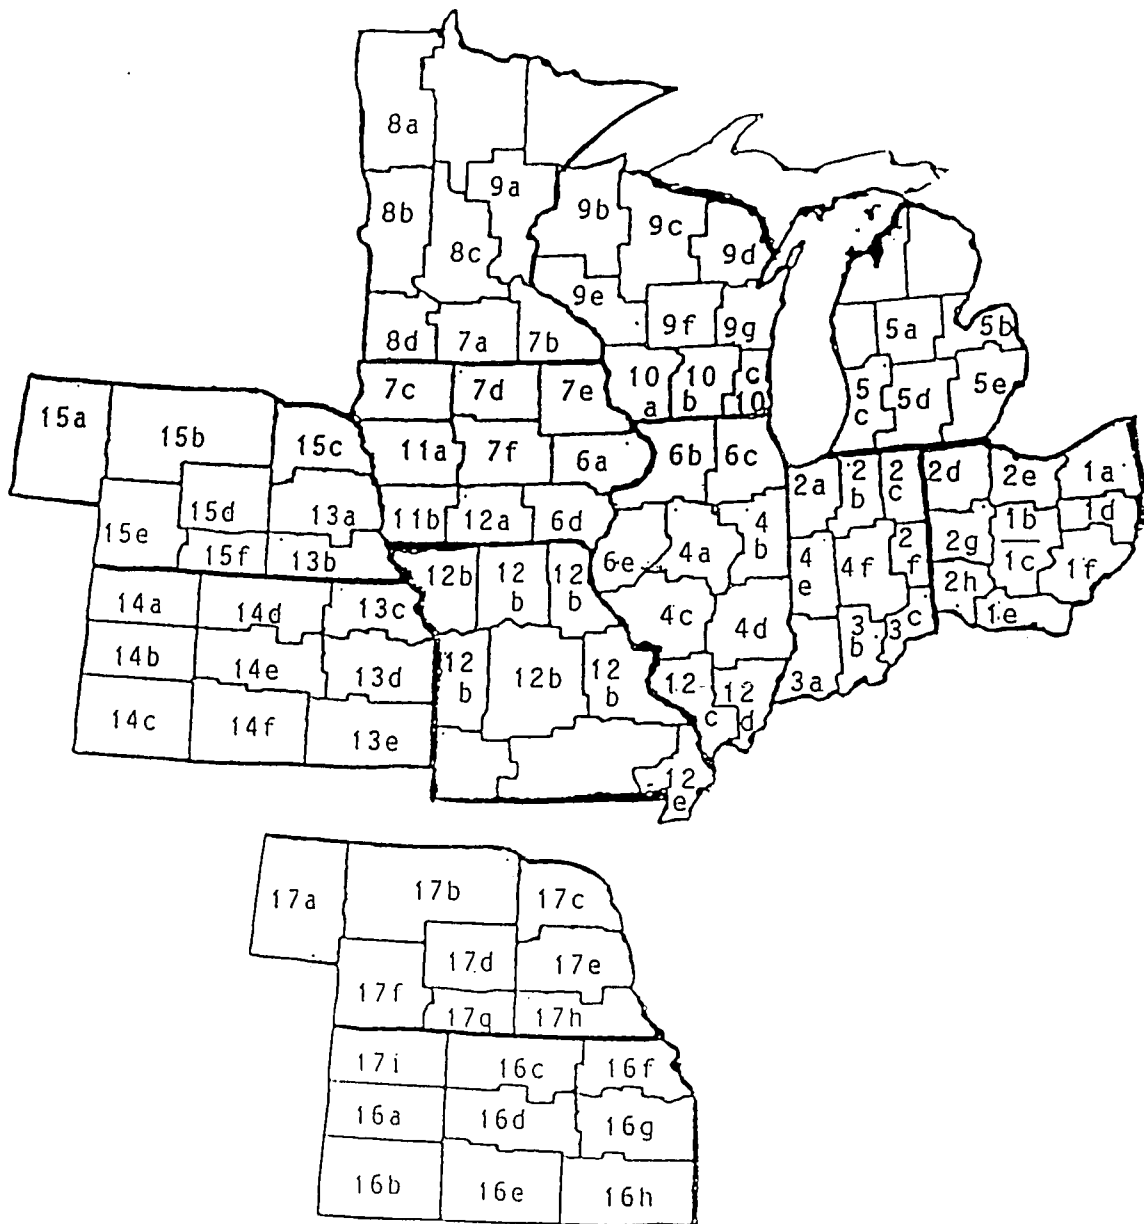 8a
9a
8b
9b
9c
8c
9d
9e
9f
9g
5a
5b
8d
7a
7b
7c
7d
7e
10
a
10
b
c
10
5
c
5d
5e
15a
15b
15c
11a
7f
6a
6b
6c
2a
2
b
2
c
2d
2e
1a
15d
13a
11b
12a
6d
4
b
1b
1d
15e
15f
13b
6e
4a
4
e
4f
2
f
2g
1c
1f
2h
1e
12b
12
b
12
b
14a
14d
13c
4c
4d
3
b
3
c
14b
14e
13d
12
b
12b
12
b
12
c
12
d
3a
14c
14f
13e
12
e
17a
17b
17c
17d
17e
17f
17g
17h
17i
16c
16f
16a
16d
16g
16b
16e
16h